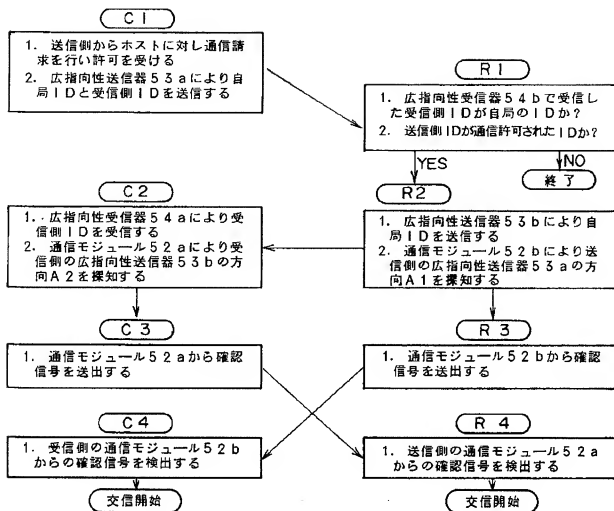 C1
1. 送信側からホストに対し通信請
求を行い許可を受ける
2. 広指向性送信器53aにより自
局IDと受信側IDを送信する
R1
1. 広指向性受信器54bで受信し
た受信側IDが自局のIDか?
2. 送信側IDが通信許可されたIDか?
YES
NO
終了
C2
1. 広指向性受信器54aにより受
信側IDを受信する
2. 通信モジュール52aにより受
信側の広指向性送信器53bの方
向A2を探知する
R2
1. 広指向性送信器53bにより自
局IDを送信する
2. 通信モジュール52bにより送
信側の広指向性送信器53aの方
向A1を探知する
C3
1. 通信モジュール52aから確認
信号を送出する
R3
1. 通信モジュール52bから確認
信号を送出する
C4
1. 受信側の通信モジュール52b
からの確認信号を検出する
交信開始
R4
1. 送信側の通信モジュール52a
からの確認信号を検出する
交信開始